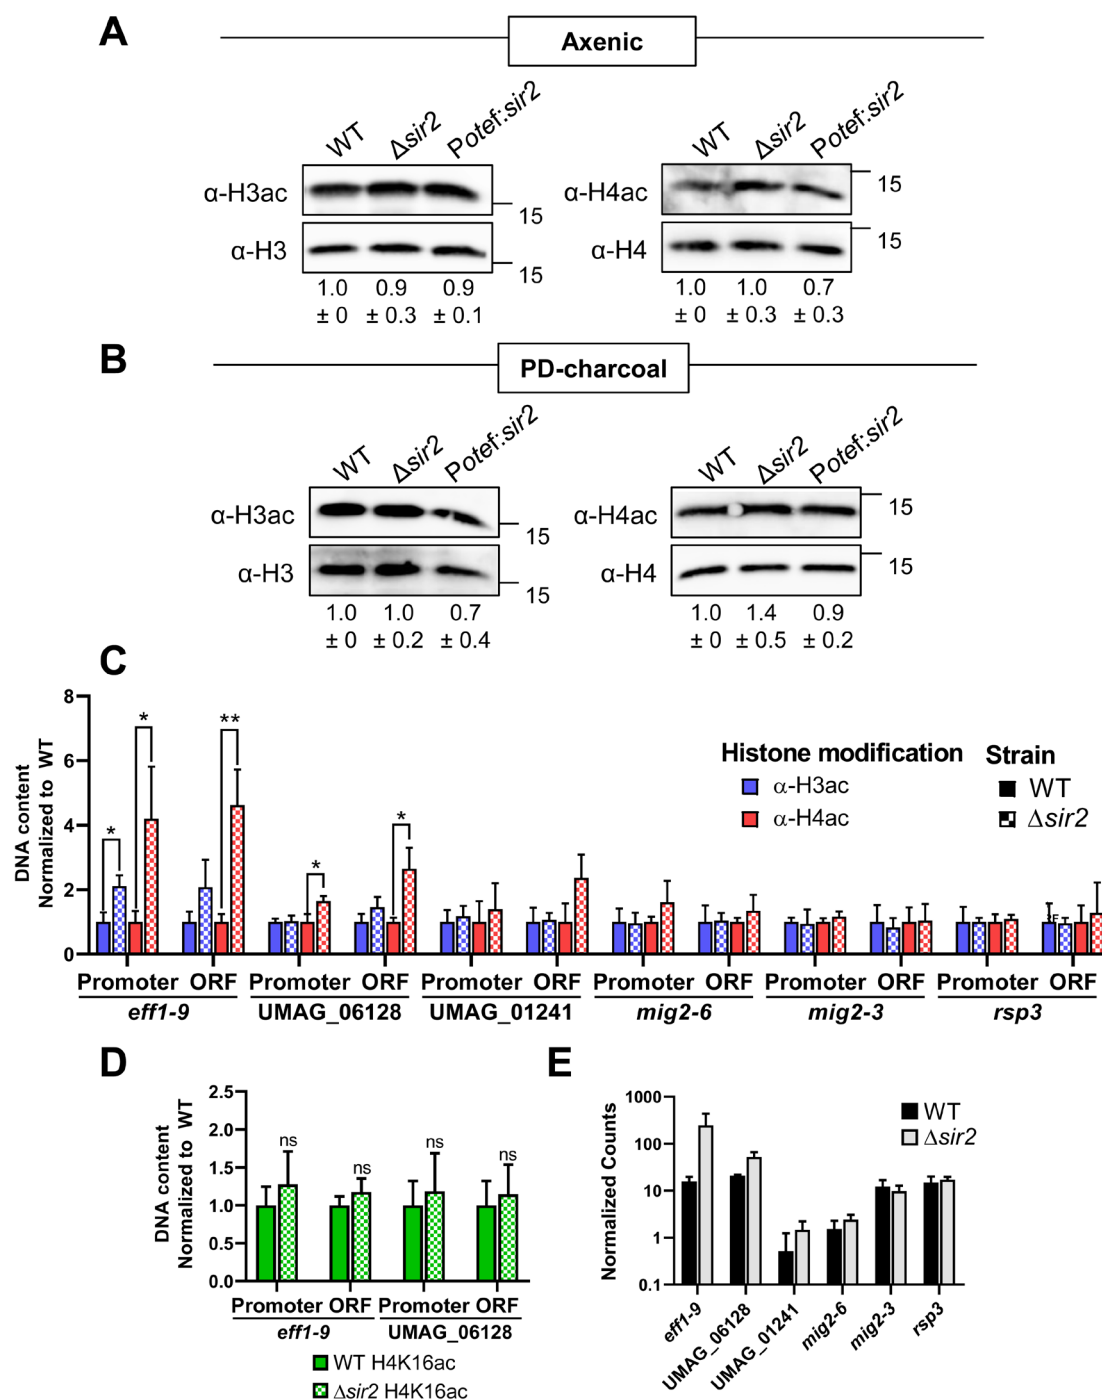 A
Axenic
WT Δsir2 Potef:sir2
WT Δsir2 Potef:sir2
α-H3ac 15
α-H4ac 15
α-H3 15
α-H4 15
1.0 0.9 0.9
± 0 ± 0.3 ± 0.1
1.0 1.0 0.7
± 0 ± 0.3 ± 0.3
B
PD-charcoal
WT Δsir2 Potef:sir2
WT Δsir2 Potef:sir2
α-H3ac 15
α-H4ac 15
α-H3 15
α-H4 15
1.0 1.0 0.7
± 0 ± 0.2 ± 0.4
1.0 1.4 0.9
± 0 ± 0.5 ± 0.2
C
DNA content
Normalized to WT
8
6
4
2
0
* * ** * *
Histone modification
α-H3ac
α-H4ac
Strain
WT
Δsir2
Promoter ORF Promoter ORF Promoter ORF Promoter ORF Promoter ORF Promoter ORF
eff1-9 UMAG_06128 UMAG_01241 mig2-6 mig2-3 rsp3
D
DNA content
Normalized to WT
2.5
2.0
1.5
1.0
0.5
0.0
ns ns ns ns
Promoter ORF Promoter ORF
eff1-9 UMAG_06128
WT H4K16ac
Δsir2 H4K16ac
E
Normalized Counts
1000
100
10
1
0.1
WT
Δsir2
eff1-9
UMAG_06128
UMAG_01241
mig2-6
mig2-3
rsp3